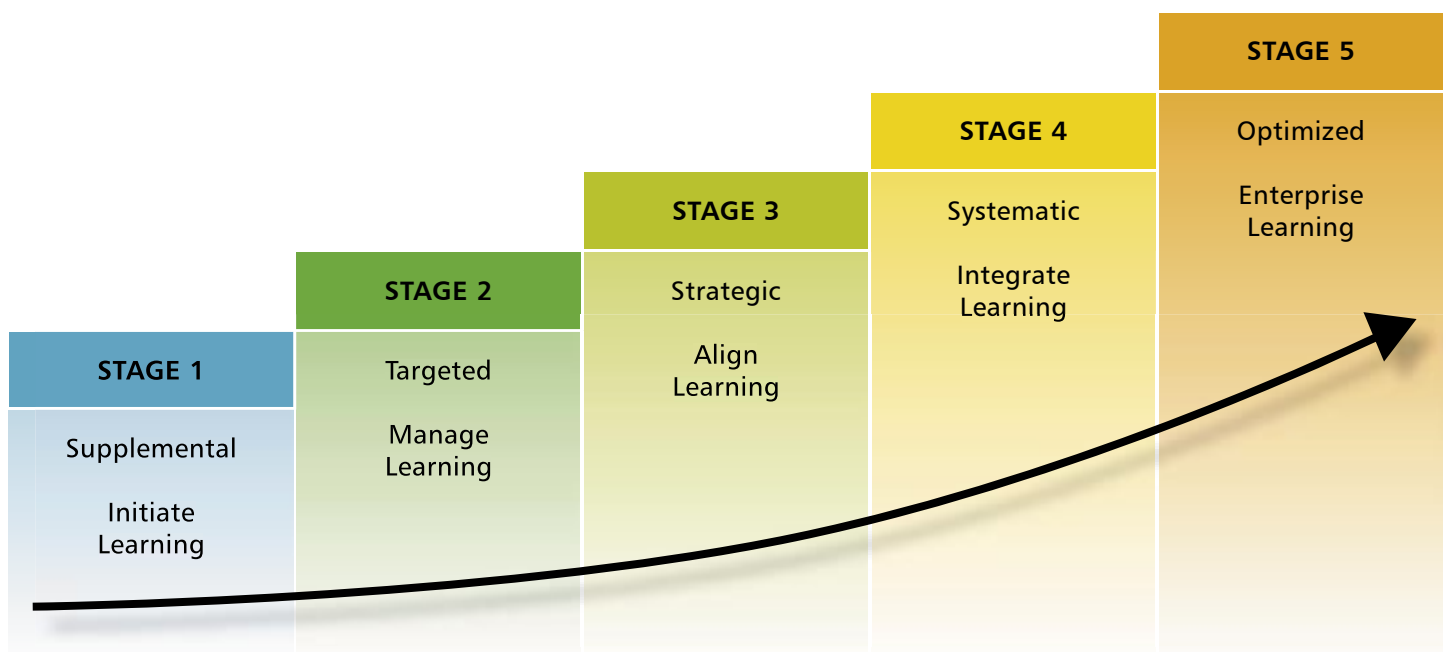 STAGE 1
Supplemental
Initiate
Learning
STAGE 2
Targeted
Manage
Learning
STAGE 3
Strategic
Align
Learning
STAGE 4
Systematic
Integrate
Learning
STAGE 5
Optimized
Enterprise
Learning